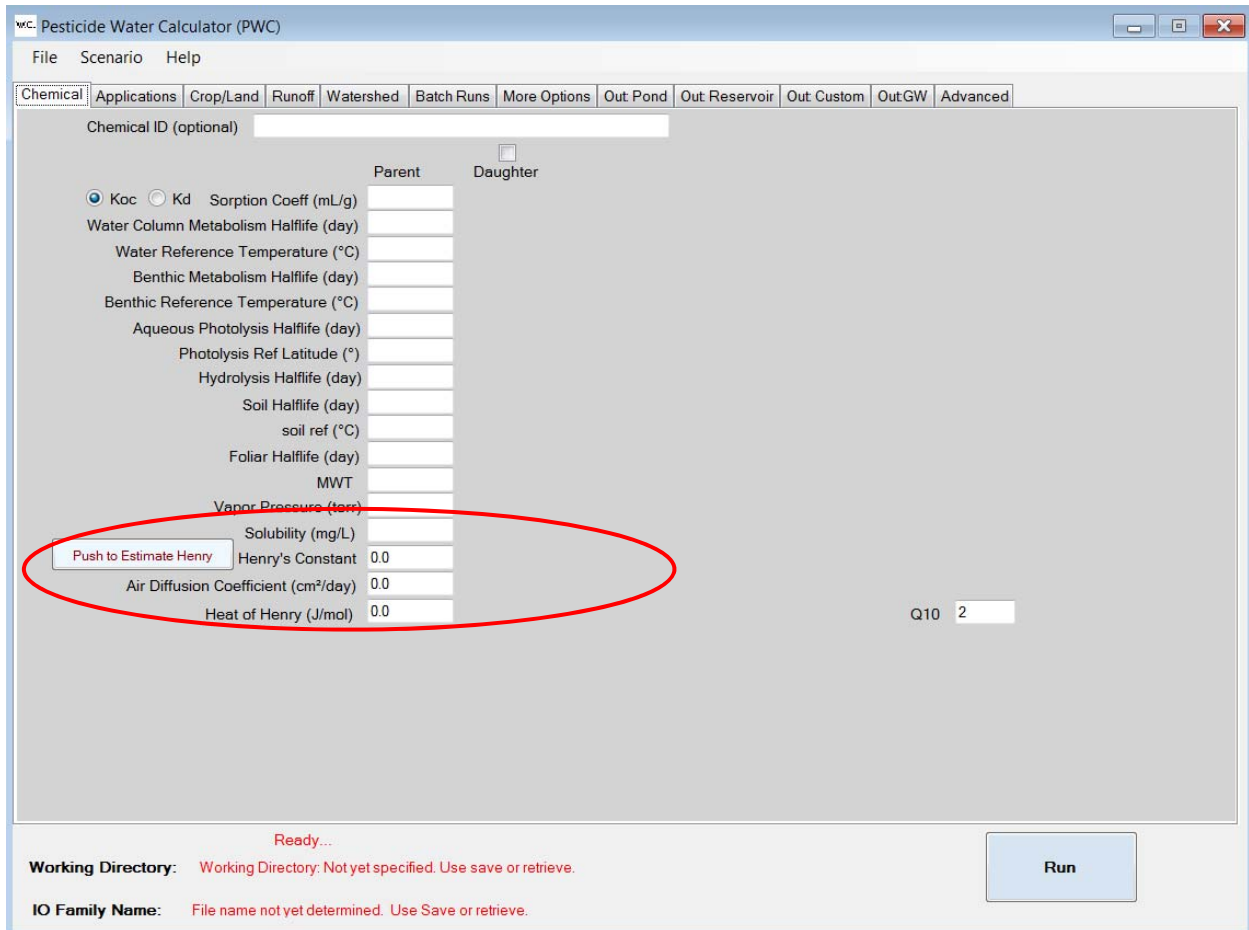 Pesticide Water Calculator (PWC)
File Scenario Help
Chemical Applications Crop/Land Runoff Watershed Batch Runs More Options Out: Pond Out: Reservoir Out: Custom Out:GW Advanced
Chemical ID (optional)
Parent Daughter
Koc Kd Sorption Coeff (mL/g)
Water Column Metabolism Halflife (day)
Water Reference Temperature (°C)
Benthic Metabolism Halflife (day)
Benthic Reference Temperature (°C)
Aqueous Photolysis Halflife (day)
Photolysis Ref Latitude (°)
Hydrolysis Halflife (day)
Soil Halflife (day)
soil ref (°C)
Foliar Halflife (day)
MWT
Vapor Pressure (torr)
Solubility (mg/L)
Push to Estimate Henry Henry's Constant 0.0
Air Diffusion Coefficient (cm²/day) 0.0
Heat of Henry (J/mol) 0.0 Q10 2
Ready...
Working Directory: Working Directory: Not yet specified. Use save or retrieve. Run
IO Family Name: File name not yet determined. Use Save or retrieve.